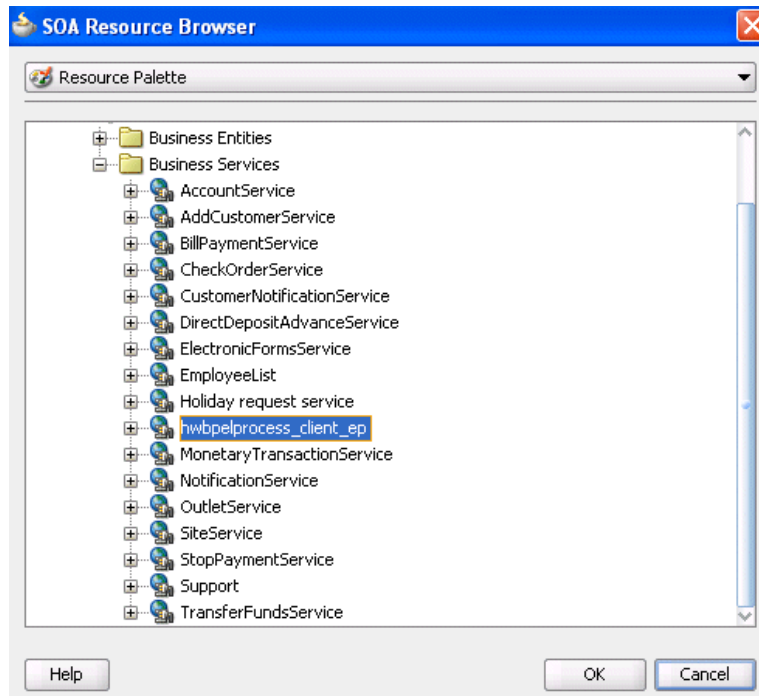 SOA Resource Browser
Resource Palette
Business Entities
Business Services
AccountService
AddCustomerService
BillPaymentService
CheckOrderService
CustomerNotificationService
DirectDepositAdvanceService
ElectronicFormsService
EmployeeList
Holiday request service
hwbpelprocess_client_ep
MonetaryTransactionService
NotificationService
OutletService
SiteService
StopPaymentService
Support
TransferFundsService
Help OK Cancel